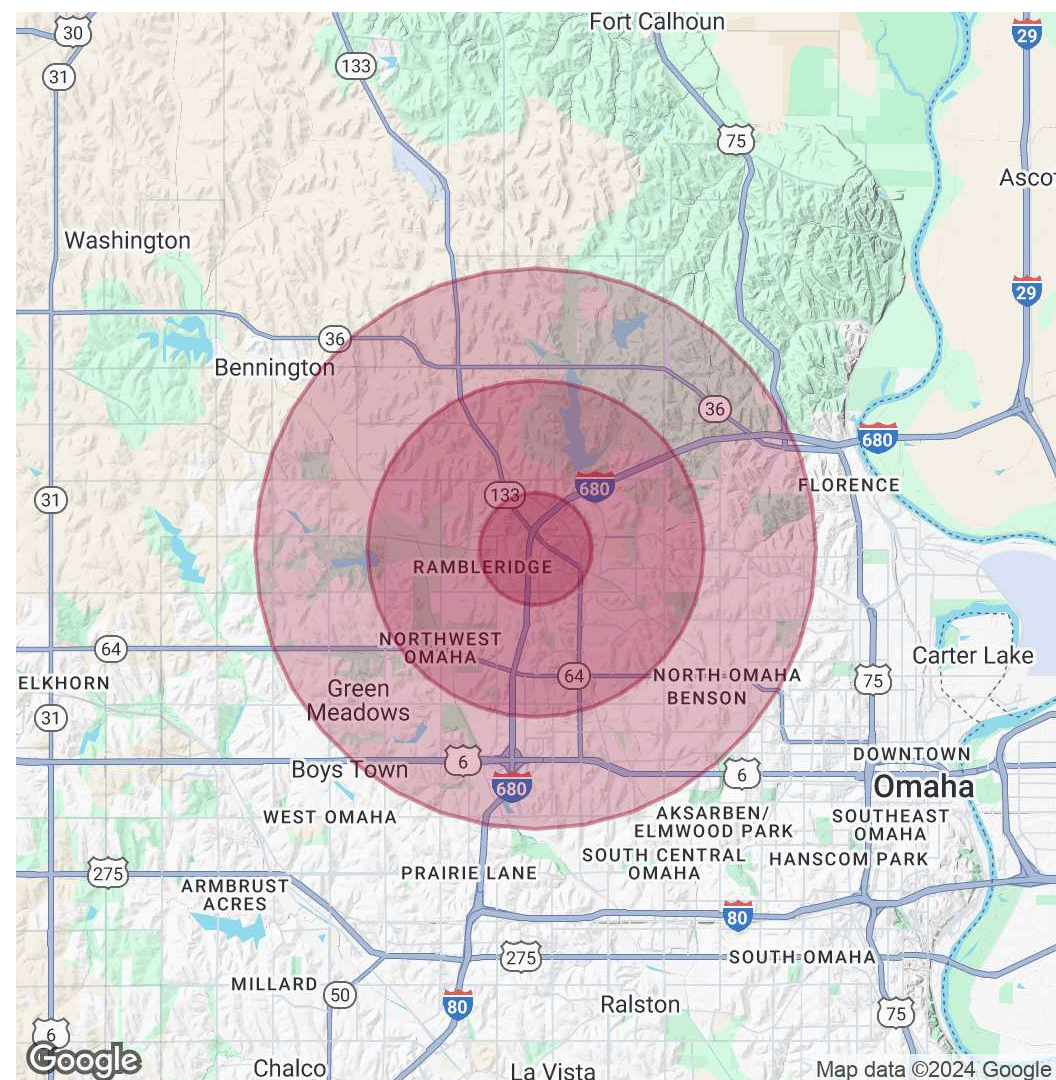 Fort Calhoun
30
29
133
31
75
Asco
Washington
29
36
Bennington
36
680
31
FLORENCE
680
133
RAMBLERIDGE
NORTHWEST
OMAHA
64
Carter Lake
64
NORTH OMAHA
75
ELKHORN
Green
Meadows
BENSON
31
DOWNTOWN
6
Boys Town
6
Omaha
680
WEST OMAHA
AKSARBEN/
ELMWOOD PARK
SOUTHEAST
OMAHA
SOUTH CENTRAL
OMAHA
HANSCOM PARK
275
PRAIRIE LANE
ARMBRUST
ACRES
80
275
SOUTH OMAHA
MILLARD
50
80
Ralston
75
6
Google
Chalco
La Vista
Map data ©2024 Google